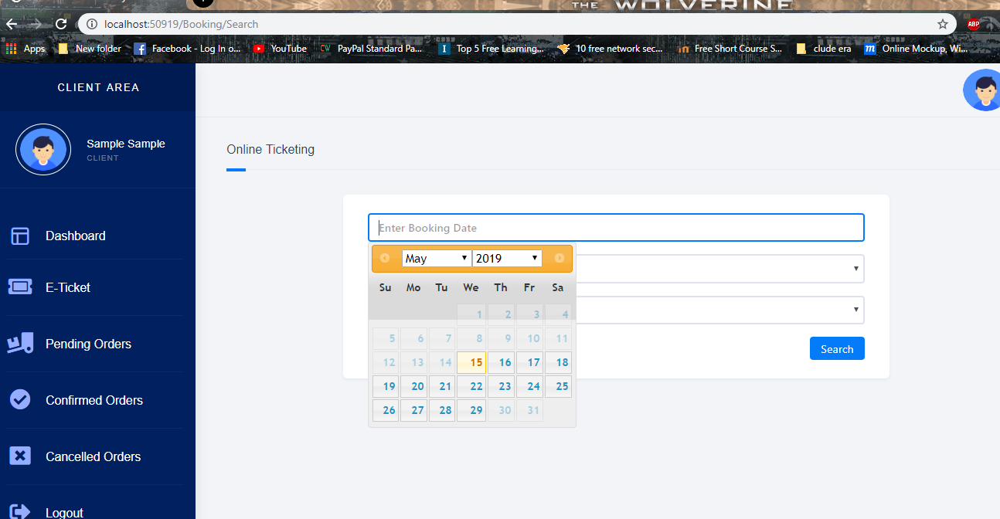 THE WOLVERINE
localhost:50919/Booking/Search
ABP
Apps New folder Facebook - Log In o... YouTube PayPal Standard Pa... Top 5 Free Learning... 10 free network sec... Free Short Course S... clude era Online Mockup, Wi...
CLIENT AREA
Sample Sample
CLIENT
Dashboard
E-Ticket
Pending Orders
Confirmed Orders
Cancelled Orders
Logout
Online Ticketing
Enter Booking Date
May 2019
Su Mo Tu We Th Fr Sa
1 2 3 4
5 6 7 8 9 10 11
12 13 14 15 16 17 18
19 20 21 22 23 24 25
26 27 28 29 30 31
Search